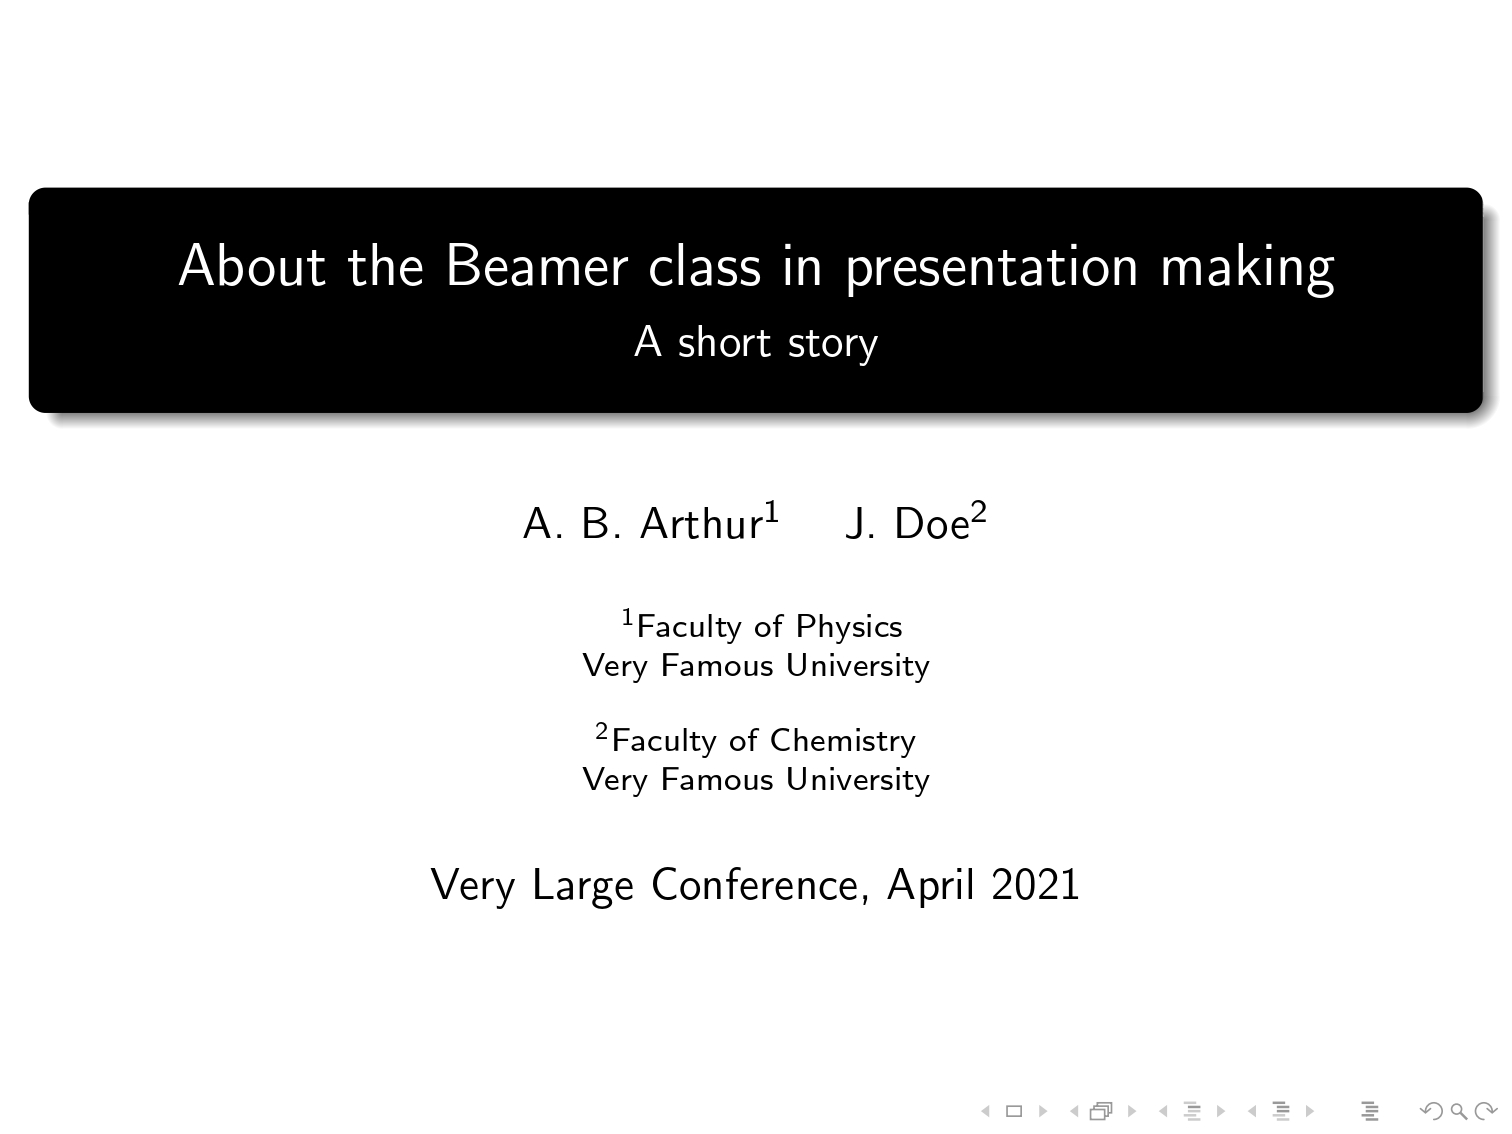 About the Beamer class in presentation making
A short story
A. B. Arthur¹ J. Doe²
¹Faculty of Physics
Very Famous University
²Faculty of Chemistry
Very Famous University
Very Large Conference, April 2021